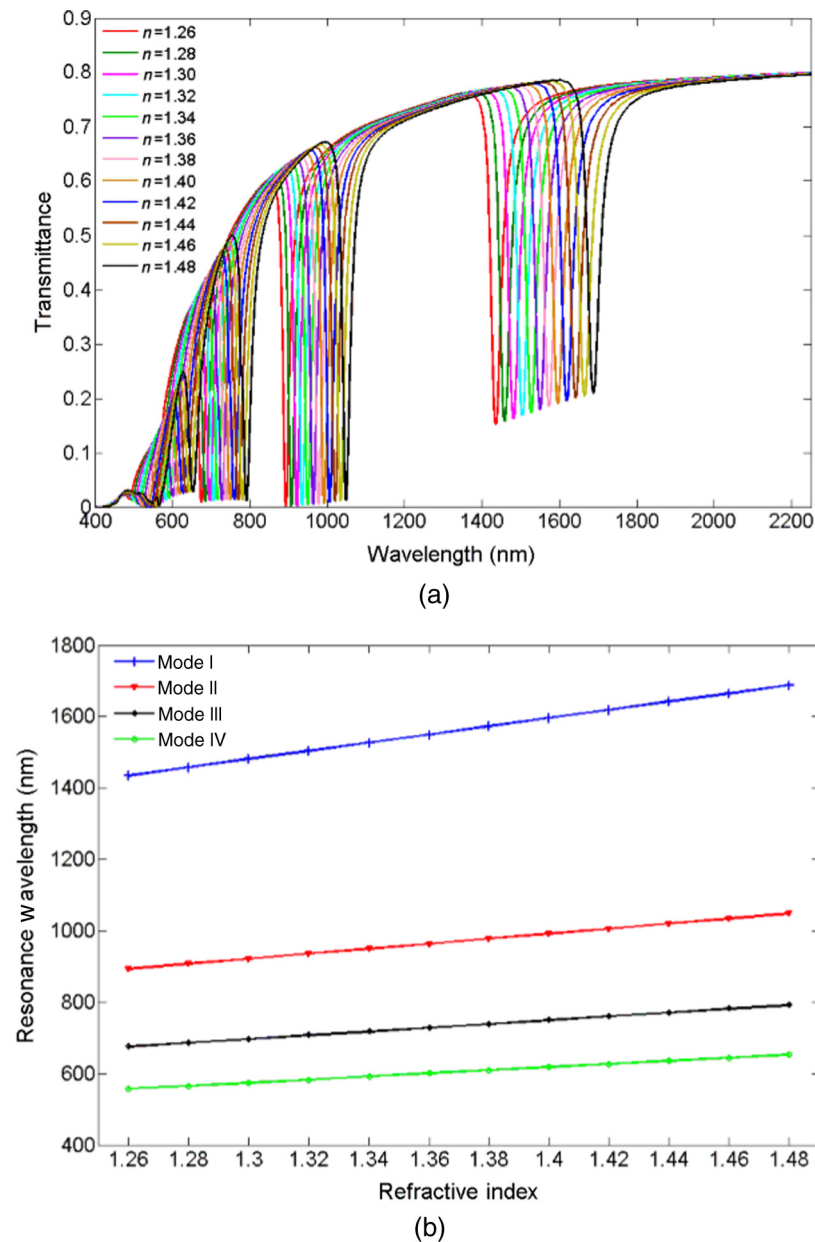 0.9
0.8
0.7
0.6
0.5
0.4
0.3
0.2
0.1
0
Transmittance
n=1.26
n=1.28
n=1.30
n=1.32
n=1.34
n=1.36
n=1.38
n=1.40
n=1.42
n=1.44
n=1.46
n=1.48
400 600 800 1000 1200 1400 1600 1800 2000 2200
Wavelength (nm)
(a)
1800
1600
1400
1200
1000
800
600
400
Resonance wavelength (nm)
Mode I
Mode II
Mode III
Mode IV
1.26 1.28 1.3 1.32 1.34 1.36 1.38 1.4 1.42 1.44 1.46 1.48
Refractive index
(b)